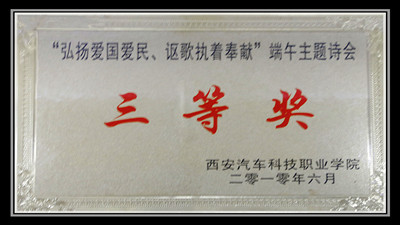 “弘扬爱国爱民、讴歌执着奉献”端午主题诗会
三等奖
西安汽车科技职业学院
二零一零年六月